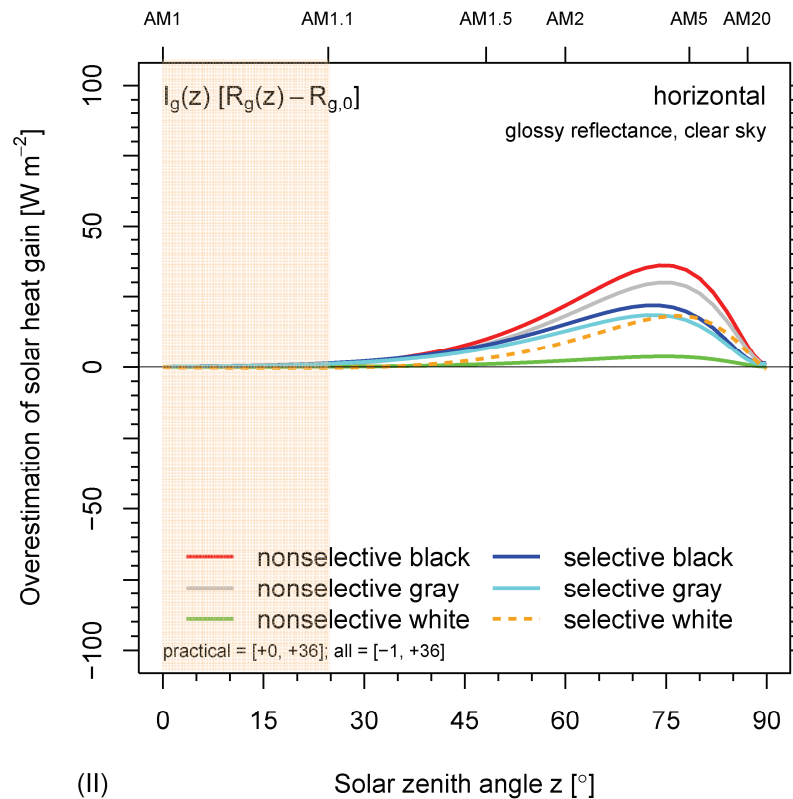 AM1 AM1.1 AM1.5 AM2 AM5 AM20
Ig(z) [Rg(z) – Rg,0] horizontal
glossy reflectance, clear sky
Overestimation of solar heat gain [W m−2]
100
50
0
−50
−100
nonselective black selective black
nonselective gray selective gray
nonselective white selective white
practical = [+0, +36]; all = [−1, +36]
0 15 30 45 60 75 90
(II) Solar zenith angle z [°]